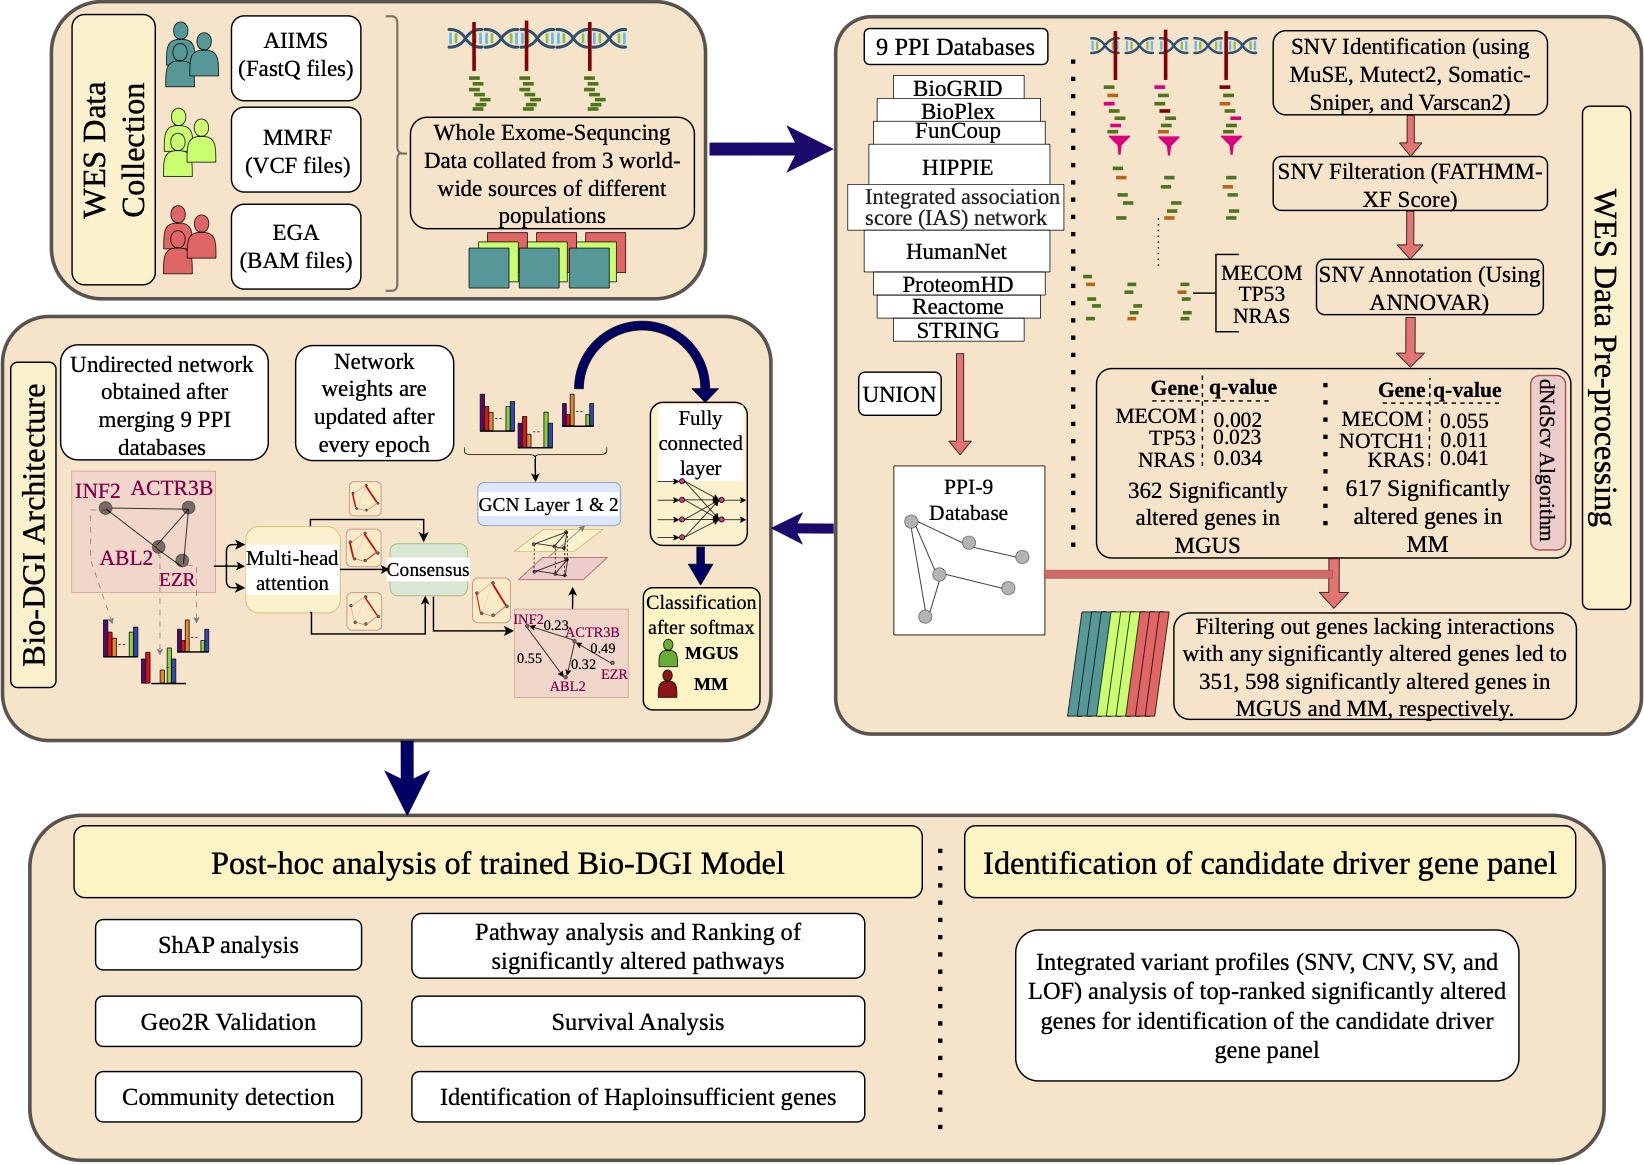 WES Data
Collection
AIIMS
(FastQ files)
MMRF
(VCF files)
EGA
(BAM files)
Whole Exome-Sequncing
Data collated from 3 world-
wide sources of different
populations
9 PPI Databases
BioGRID
BioPlex
FunCoup
HIPPIE
Integrated association
score (IAS) network
HumanNet
ProteomHD
Reactome
STRING
UNION
PPI-9
Database
SNV Identification (using
MuSE, Mutect2, Somatic-
Sniper, and Varscan2)
SNV Filteration (FATHMM-
XF Score)
SNV Annotation (Using
ANNOVAR)
MECOM
TP53
NRAS
WES Data Pre-processing
Gene q-value
MECOM 0.002
TP53 0.023
NRAS 0.034
362 Significantly
altered genes in
MGUS
Gene q-value
MECOM 0.055
NOTCH1 0.011
KRAS 0.041
617 Significantly
altered genes in
MM
dNdScv Algorithm
Filtering out genes lacking interactions
with any significantly altered genes led to
351, 598 significantly altered genes in
MGUS and MM, respectively.
Bio-DGI Architecture
Undirected network
obtained after
merging 9 PPI
databases
Network
weights are
updated after
every epoch
INF2 ACTR3B
ABL2
EZR
Multi-head
attention
Consensus
GCN Layer 1 & 2
INF2
0.23
ACTR3B
0.49
0.55
0.32
EZR
ABL2
Fully
connected
layer
Classification
after softmax
MGUS
MM
Post-hoc analysis of trained Bio-DGI Model
ShAP analysis
Pathway analysis and Ranking of
significantly altered pathways
Geo2R Validation
Survival Analysis
Community detection
Identification of Haploinsufficient genes
Identification of candidate driver gene panel
Integrated variant profiles (SNV, CNV, SV, and
LOF) analysis of top-ranked significantly altered
genes for identification of the candidate driver
gene panel